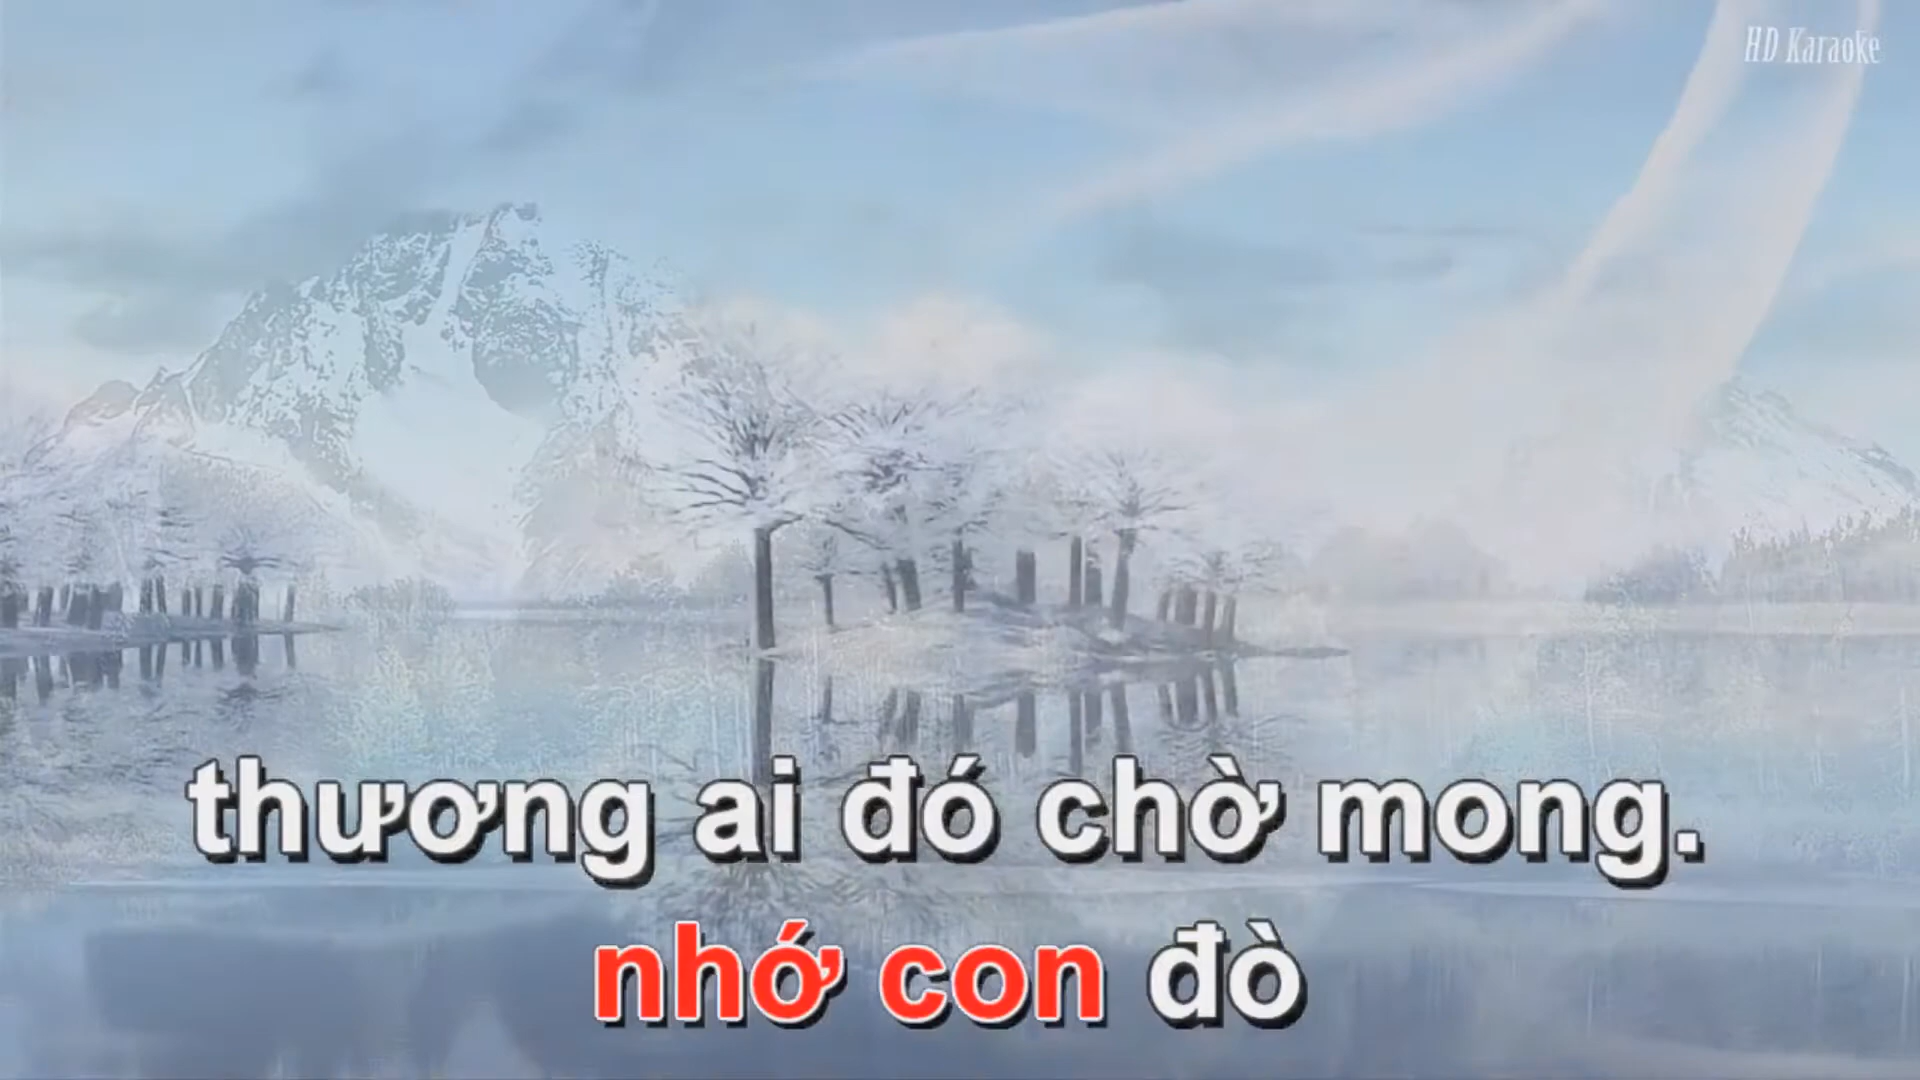 HD Karaoke
thương ai đó chờ mong.
nhớ con đò